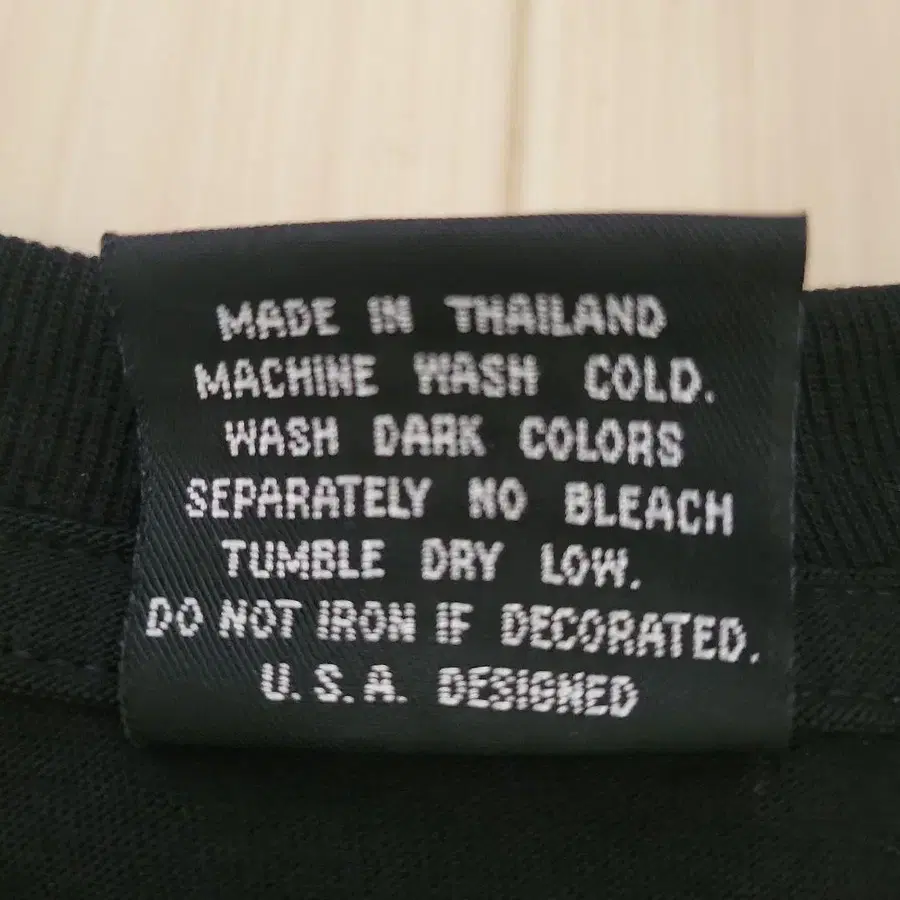 MADE IN THAILAND
MACHINE WASH COLD.
WASH DARK COLORS
SEPARATELY NO BLEACH
TUMBLE DRY LOW.
DO NOT IRON IF DECORATED.
U.S.A. DESIGNED